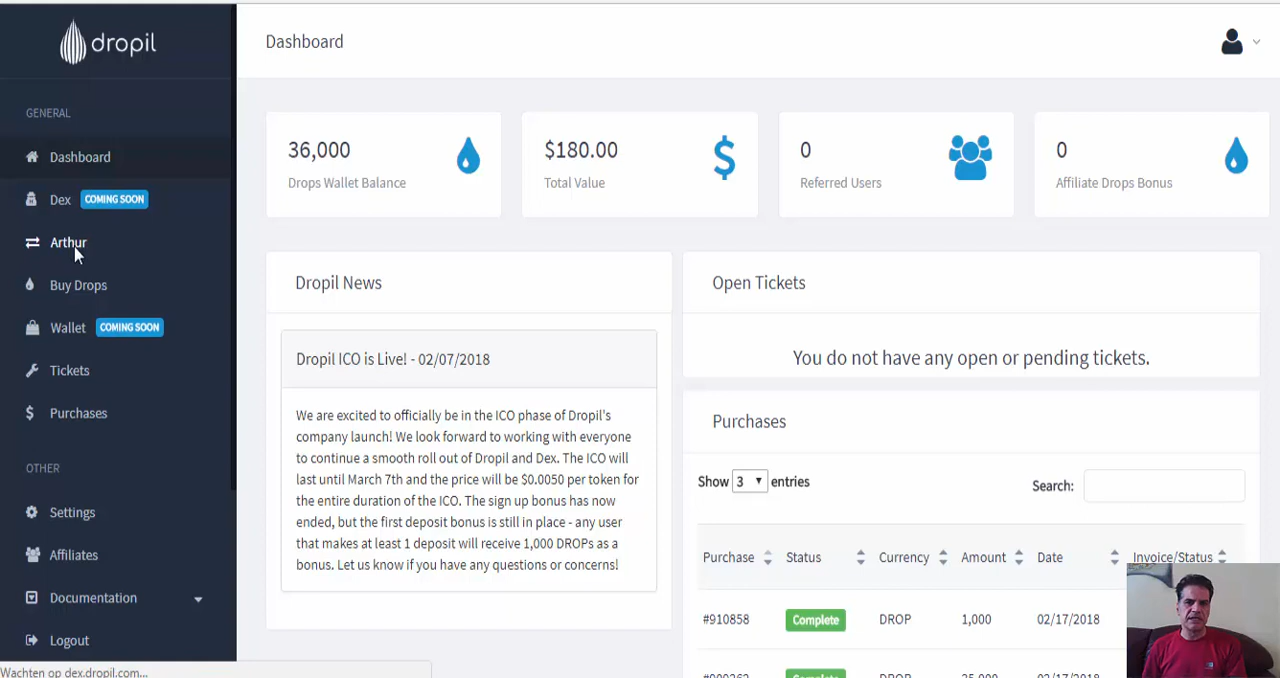 dropil
Dashboard
GENERAL
Dashboard
Dex COMING SOON
Arthur
Buy Drops
Wallet COMING SOON
Tickets
Purchases
OTHER
Settings
Affiliates
Documentation
Logout
Wachten op dex.dropil.com...
36,000
Drops Wallet Balance
$180.00
Total Value
$
0
Referred Users
0
Affiliate Drops Bonus
Dropil News
Dropil ICO is Live! - 02/07/2018
We are excited to officially be in the ICO phase of Dropil's
company launch! We look forward to working with everyone
to continue a smooth roll out of Dropil and Dex. The ICO will
last until March 7th and the price will be $0.0050 per token for
the entire duration of the ICO. The sign up bonus has now
ended, but the first deposit bonus is still in place - any user
that makes at least 1 deposit will receive 1,000 DROPs as a
bonus. Let us know if you have any questions or concerns!
Open Tickets
You do not have any open or pending tickets.
Purchases
Show 3 entries
Search:
Purchase Status Currency Amount Date Invoice/Status
#910858 Complete DROP 1,000 02/17/2018